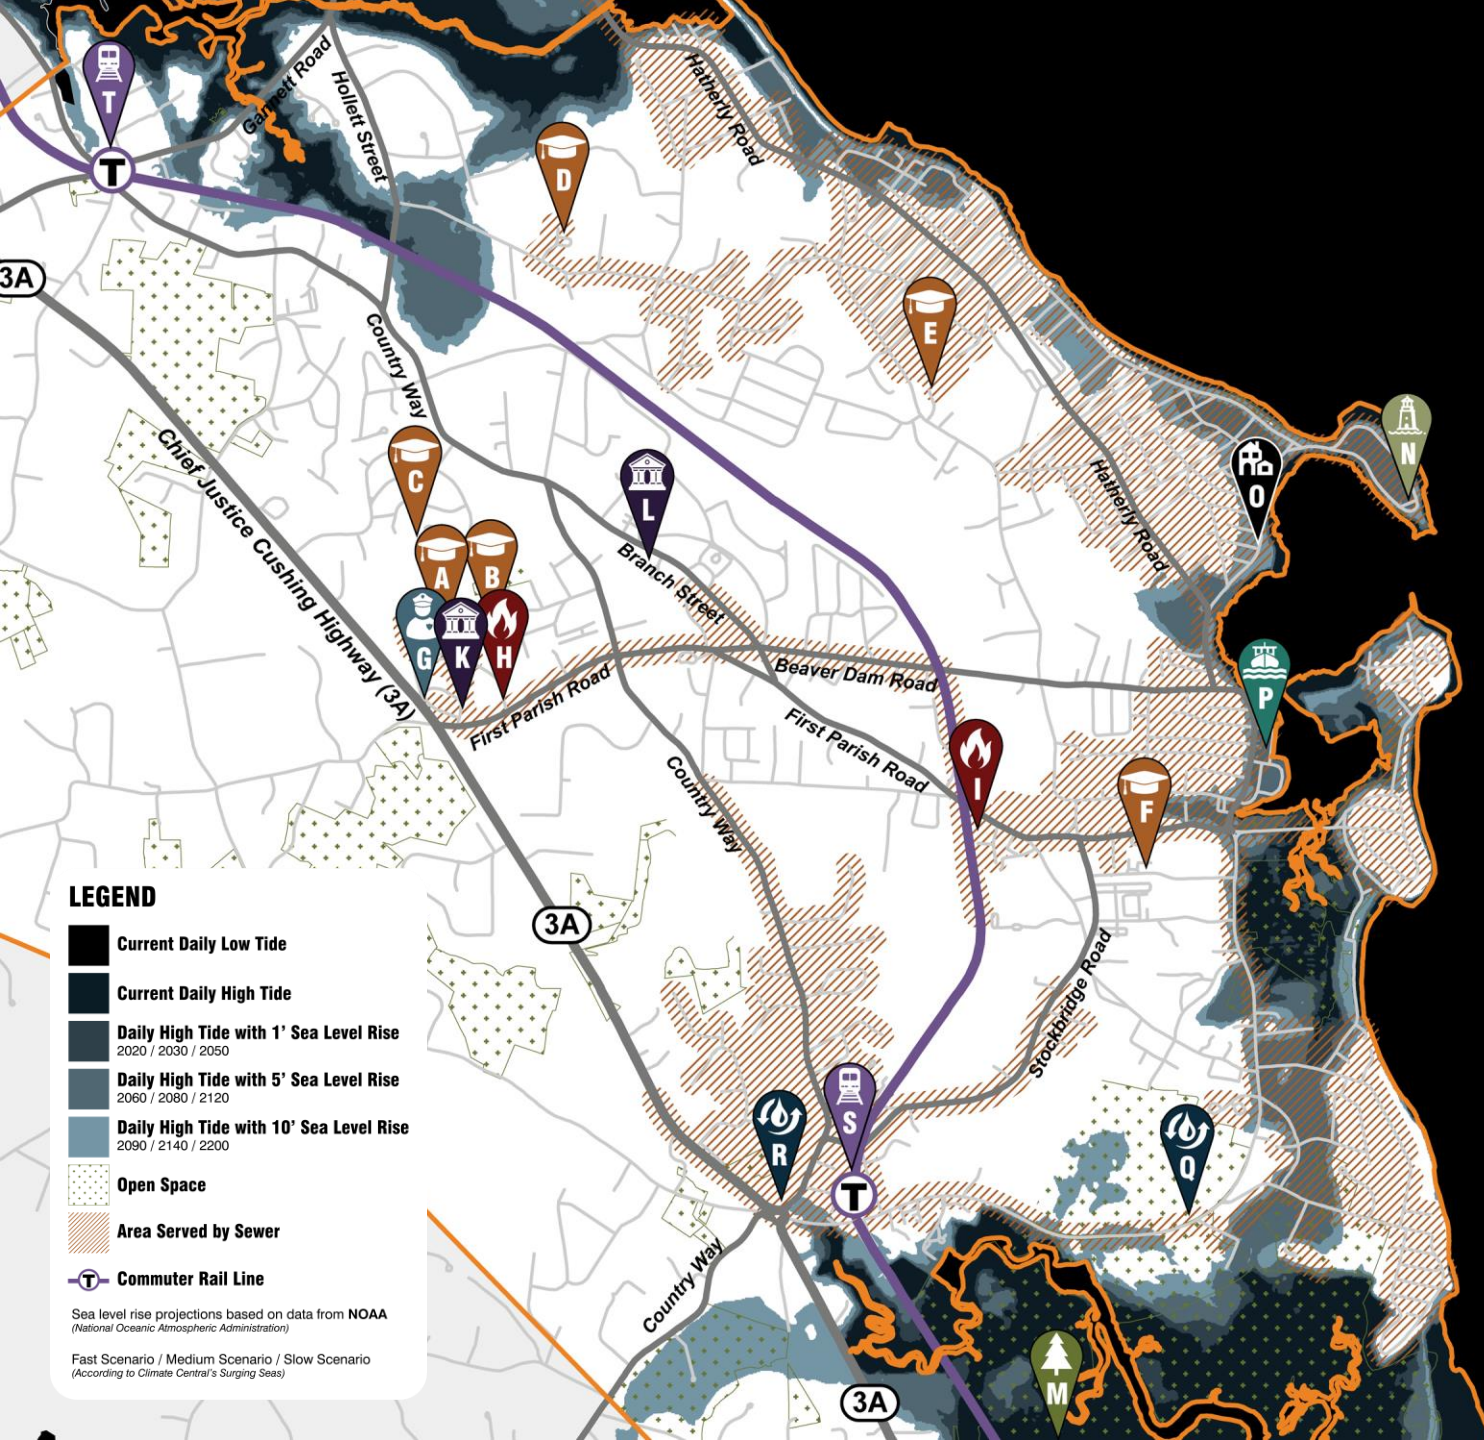 Gannett Road
Hollett Street
Hatherly Road
T
T
D
3A
E
Country Way
N
C
Chief Justice Cushing Highway (3A)
L
O
Hatherly Road
A
B
Branch Street
G
K
H
Beaver Dam Road
P
First Parish Road
First Parish Road
I
F
Country Way
3A
Stockbridge Road
S
R
Q
T
Country Way
M
3A
LEGEND
Current Daily Low Tide
Current Daily High Tide
Daily High Tide with 1' Sea Level Rise
2020 / 2030 / 2050
Daily High Tide with 5' Sea Level Rise
2060 / 2080 / 2120
Daily High Tide with 10' Sea Level Rise
2090 / 2140 / 2200
Open Space
Area Served by Sewer
T Commuter Rail Line
Sea level rise projections based on data from NOAA
(National Oceanic Atmospheric Administration)
Fast Scenario / Medium Scenario / Slow Scenario
(According to Climate Central's Surging Seas)